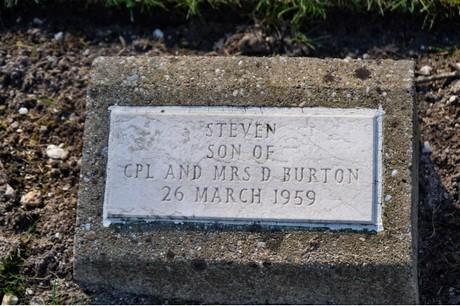 STEVEN
SON OF
CPL AND MRS D BURTON
26 MARCH 1959